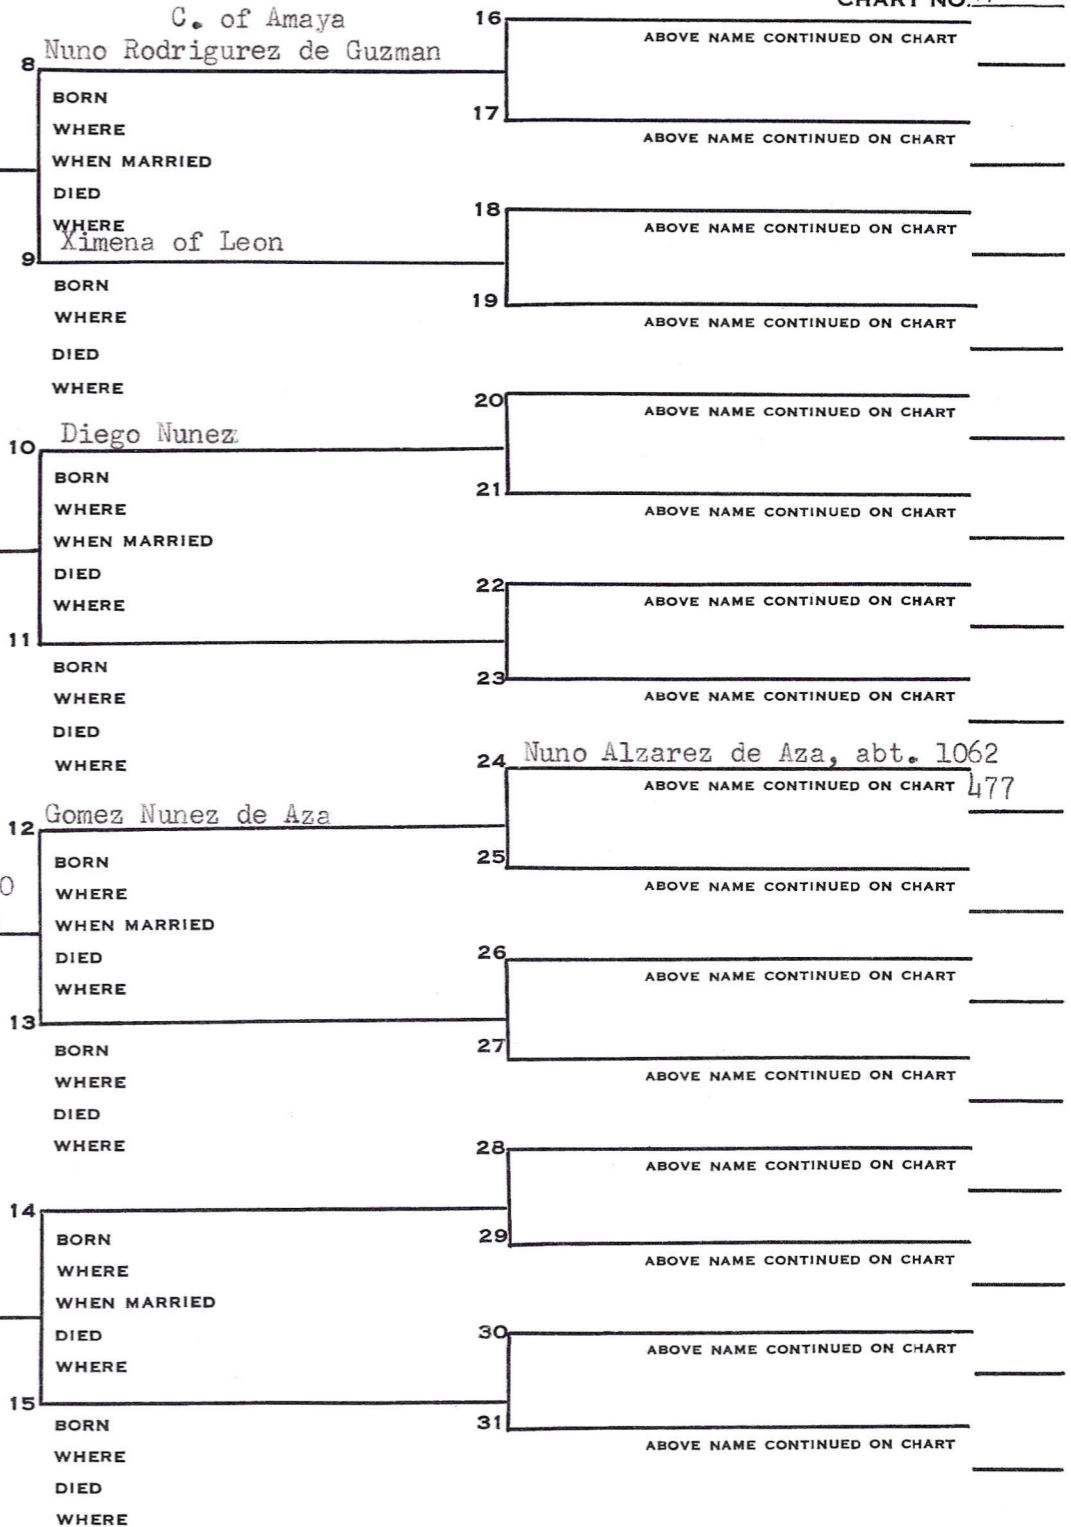 CHART NO.
C. of Amaya
Nuno Rodrigurez de Guzman
8
BORN
WHERE
WHEN MARRIED
DIED
WHERE
Ximena of Leon
9
BORN
WHERE
DIED
WHERE
Diego Nunez
10
BORN
WHERE
WHEN MARRIED
DIED
WHERE
11
BORN
WHERE
DIED
WHERE
Gomez Nunez de Aza
12
BORN
WHERE
WHEN MARRIED
DIED
WHERE
13
BORN
WHERE
DIED
WHERE
14
BORN
WHERE
WHEN MARRIED
DIED
WHERE
15
BORN
WHERE
DIED
WHERE
16
ABOVE NAME CONTINUED ON CHART
17
ABOVE NAME CONTINUED ON CHART
18
ABOVE NAME CONTINUED ON CHART
19
ABOVE NAME CONTINUED ON CHART
20
ABOVE NAME CONTINUED ON CHART
21
ABOVE NAME CONTINUED ON CHART
22
ABOVE NAME CONTINUED ON CHART
23
ABOVE NAME CONTINUED ON CHART
24 Nuno Alzarez de Aza, abt. 1062
ABOVE NAME CONTINUED ON CHART 477
25
ABOVE NAME CONTINUED ON CHART
26
ABOVE NAME CONTINUED ON CHART
27
ABOVE NAME CONTINUED ON CHART
28
ABOVE NAME CONTINUED ON CHART
29
ABOVE NAME CONTINUED ON CHART
30
ABOVE NAME CONTINUED ON CHART
31
ABOVE NAME CONTINUED ON CHART